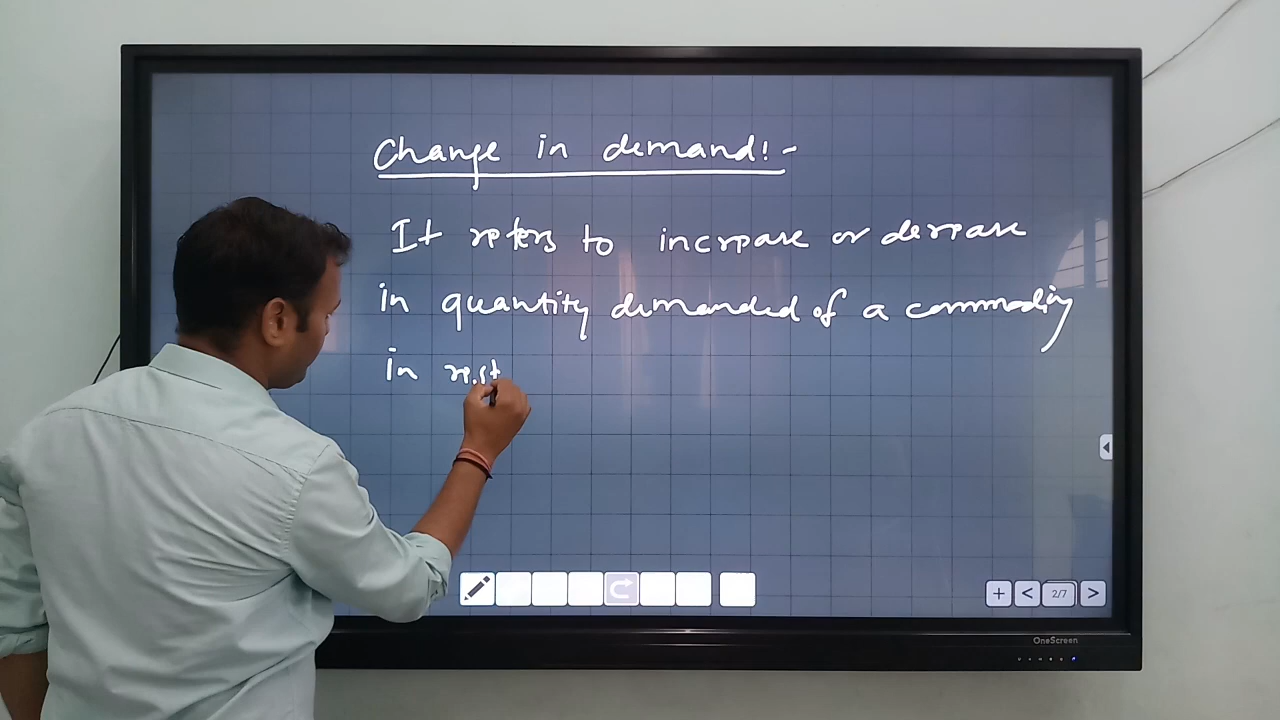 Change in demand:-
It refers to increase or decrease
in quantity demanded of a commodity
in
2/7
OneScreen